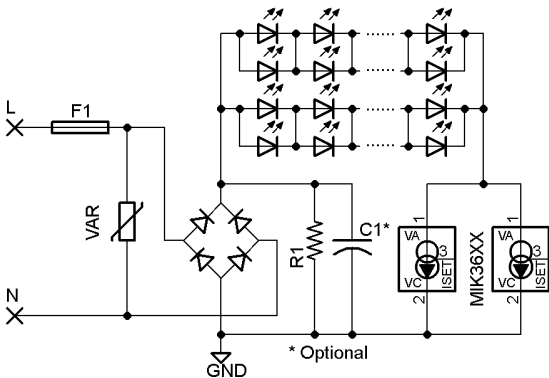 L
F1
VAR
N
R1
C1*
1
VA
3
VC
ISET
2
MIK36XX
1
VA
3
VC
ISET
2
* Optional
GND